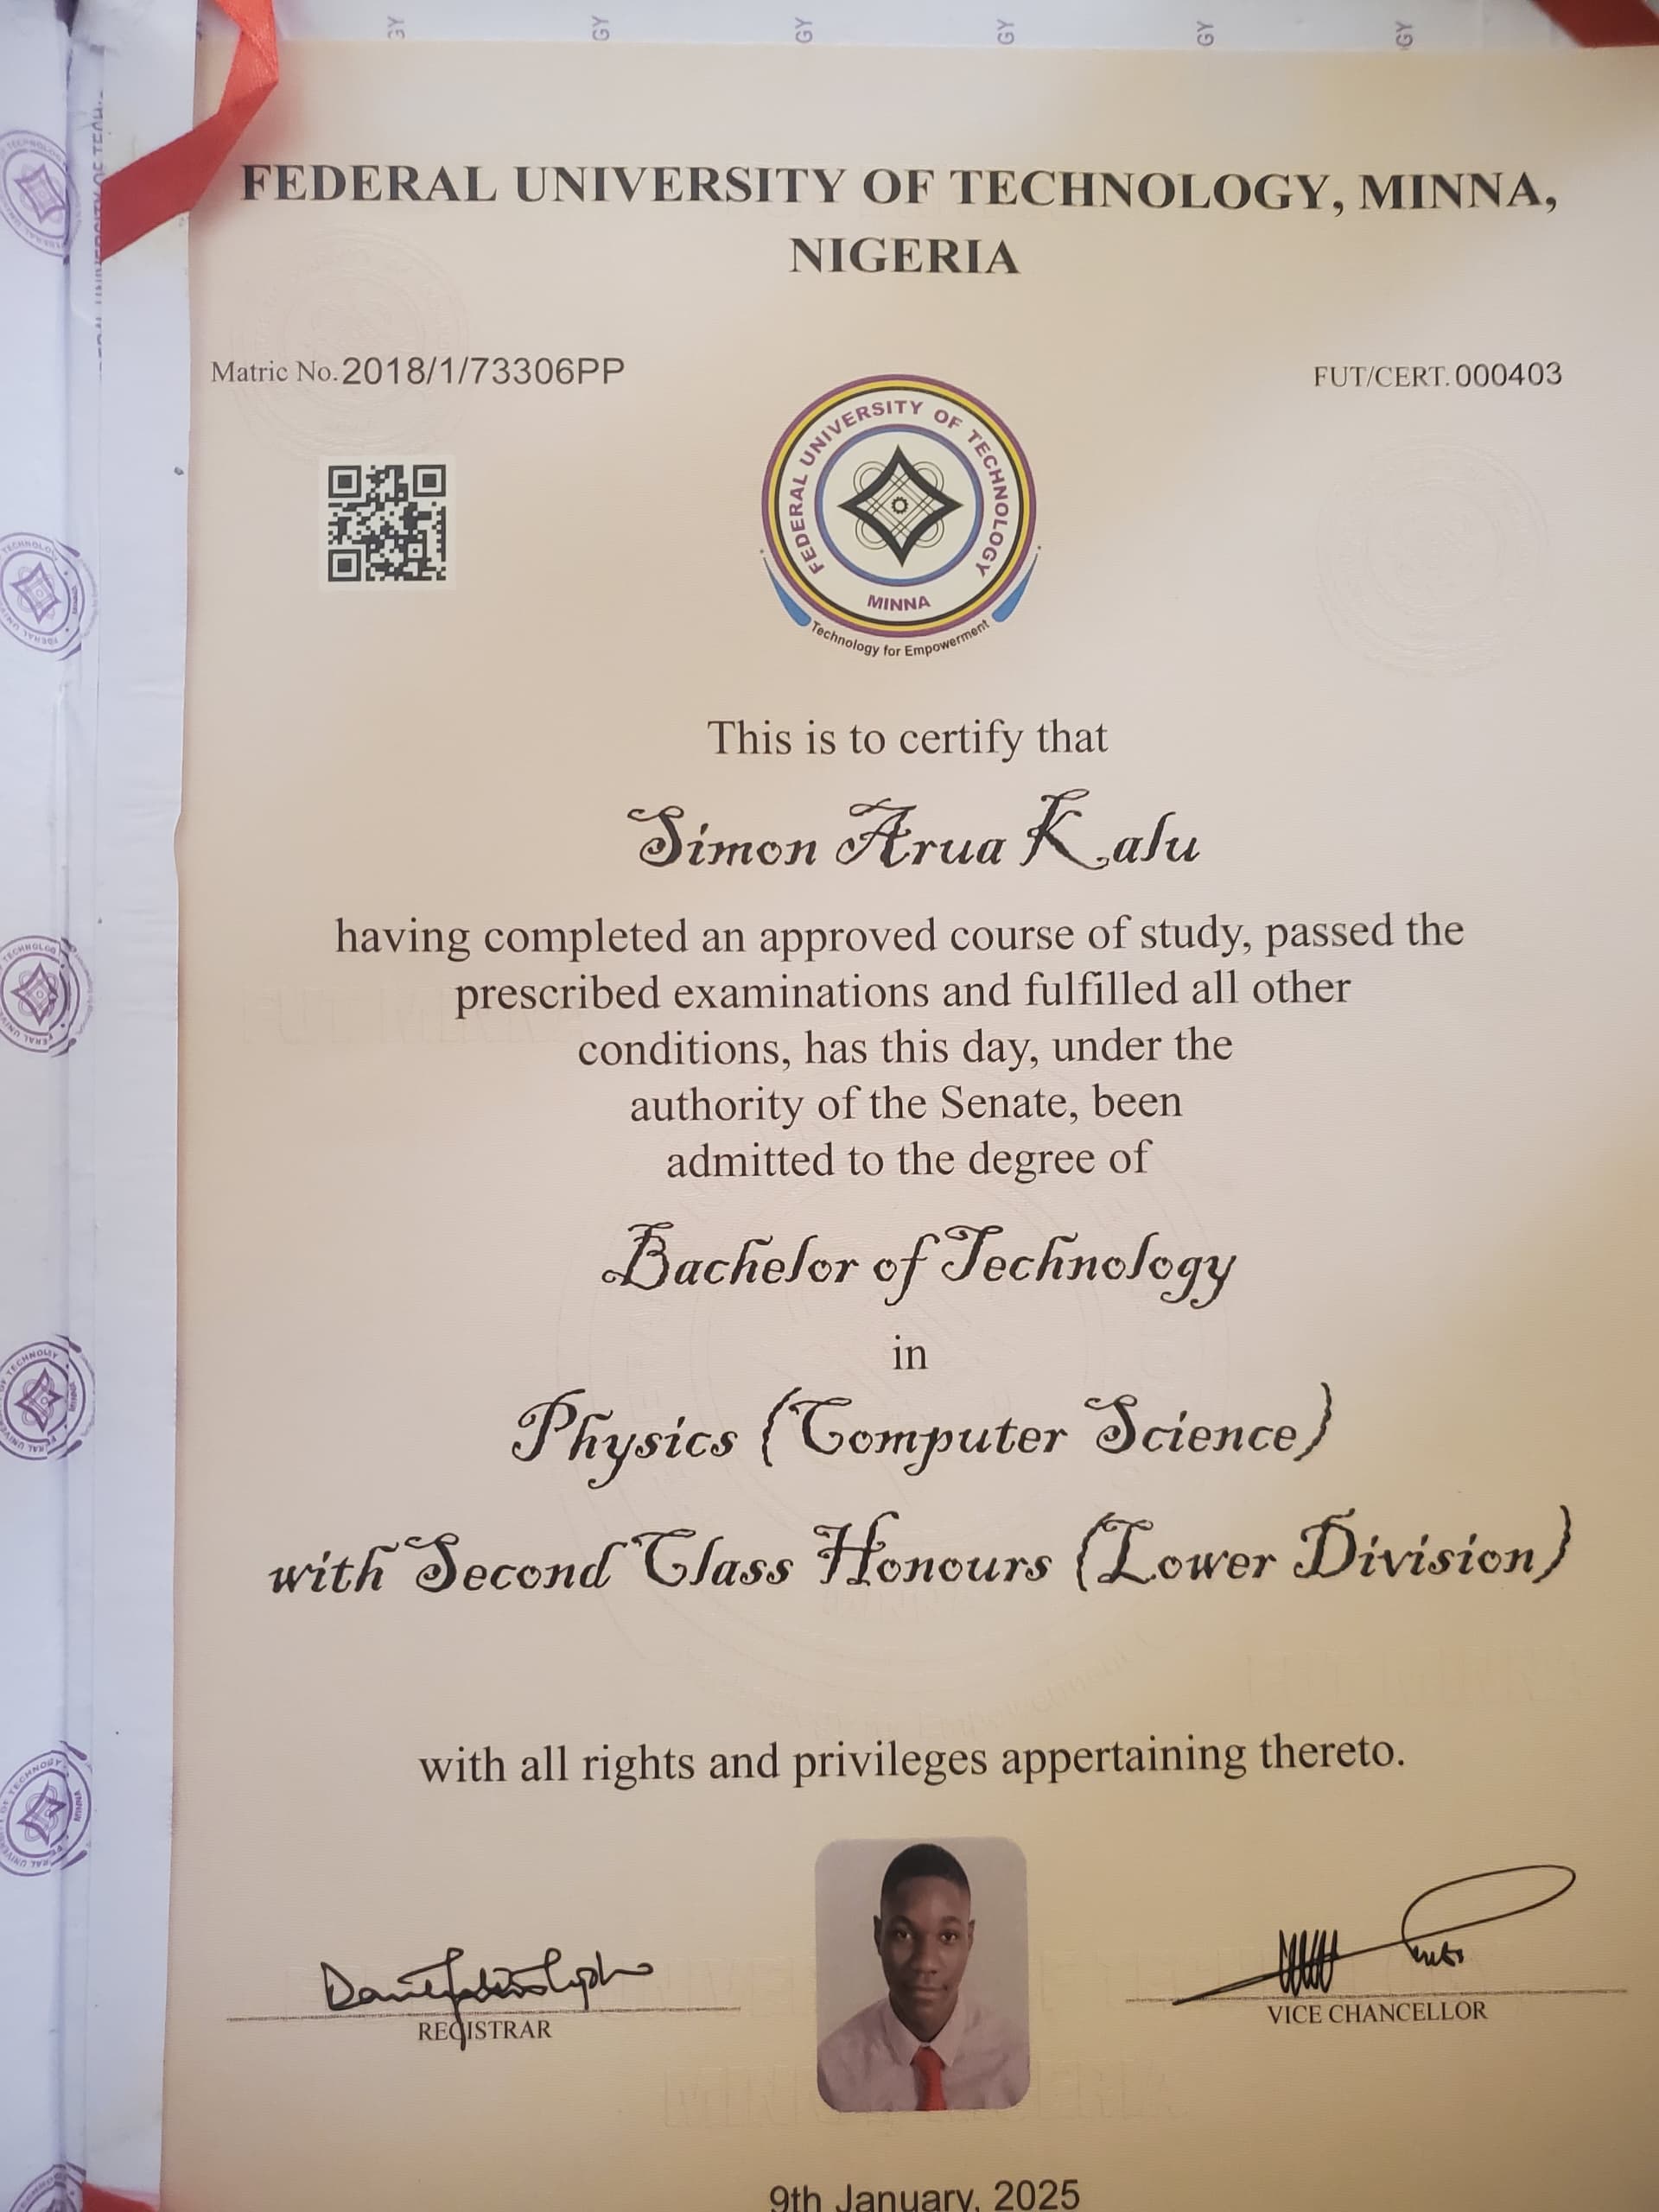 GY GY GY GY GY GY
FEDERAL UNIVERSITY OF TECHNOLOGY, MINNA,
NIGERIA
Matric No. 2018/1/73306PP
FUT/CERT. 000403
FEDERAL UNIVERSITY OF TECHNOLOGY
MINNA
Technology for Empowerment
This is to certify that
Simon Arua Kalu
having completed an approved course of study, passed the
prescribed examinations and fulfilled all other
conditions, has this day, under the
authority of the Senate, been
admitted to the degree of
Bachelor of Technology
in
Physics (Computer Science)
with Second Class Honours (Lower Division)
with all rights and privileges appertaining thereto.
REGISTRAR
VICE CHANCELLOR
9th January, 2025